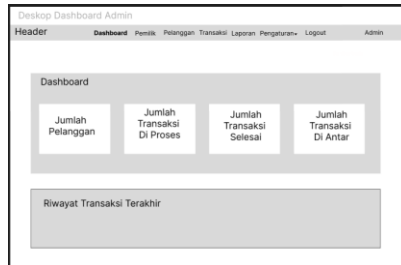 Deskop Dashboard Admin
Header Dashboard Pemilik Pelanggan Transaksi Laporan Pengaturan Logout Admin
Dashboard
Jumlah
Pelanggan
Jumlah
Transaksi
Di Proses
Jumlah
Transaksi
Selesai
Jumlah
Transaksi
Di Antar
Riwayat Transaksi Terakhir